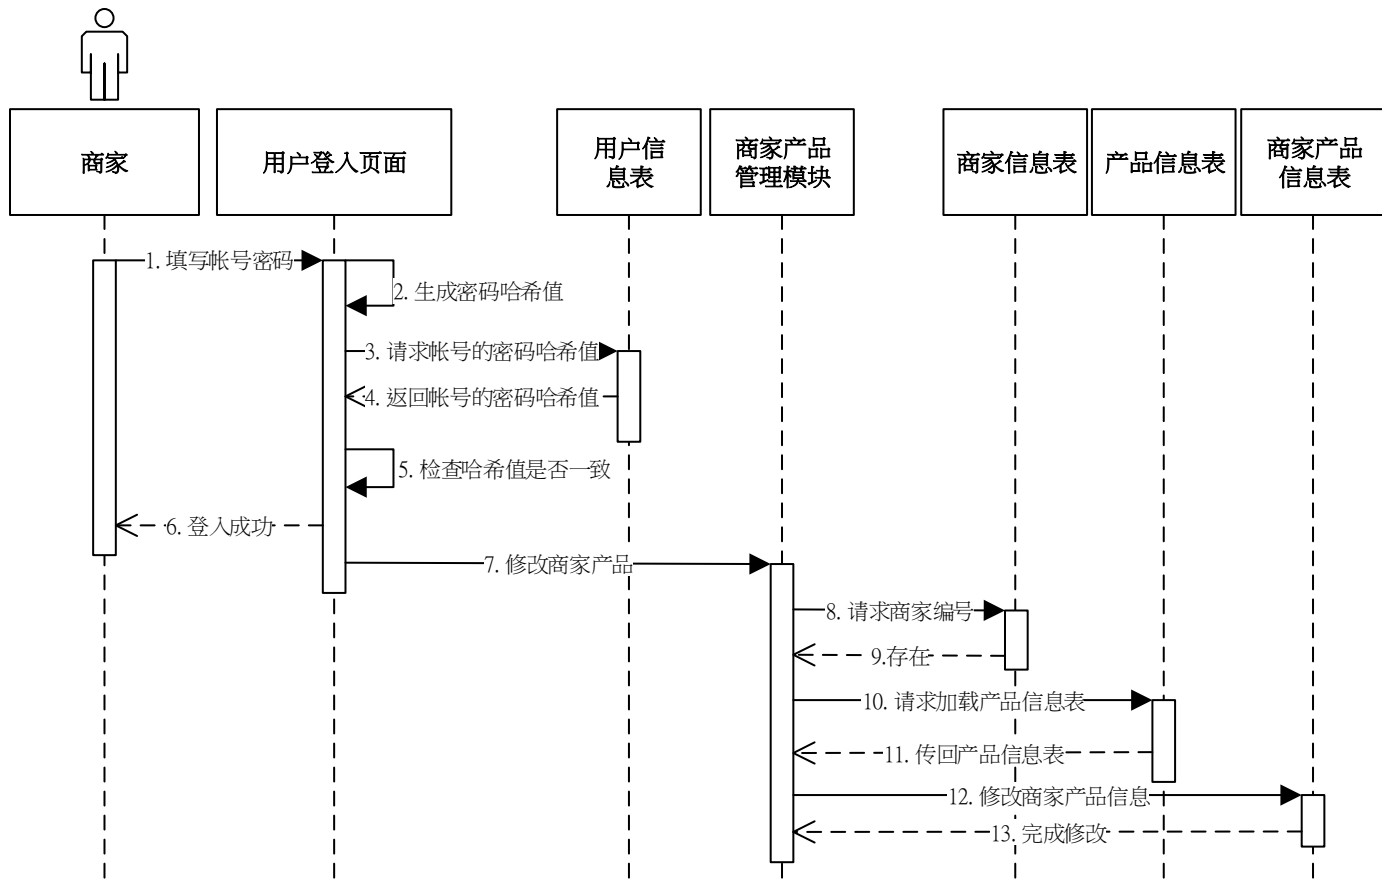 商家
用户登入页面
用户信
息表
商家产品
管理模块
商家信息表
产品信息表
商家产品
信息表
1. 填写帐号密码
2. 生成密码哈希值
3. 请求帐号的密码哈希值
4. 返回帐号的密码哈希值
5. 检查哈希值是否一致
6. 登入成功
7. 修改商家产品
8. 请求商家编号
9.存在
10. 请求加载产品信息表
11. 传回产品信息表
12. 修改商家产品信息
13. 完成修改